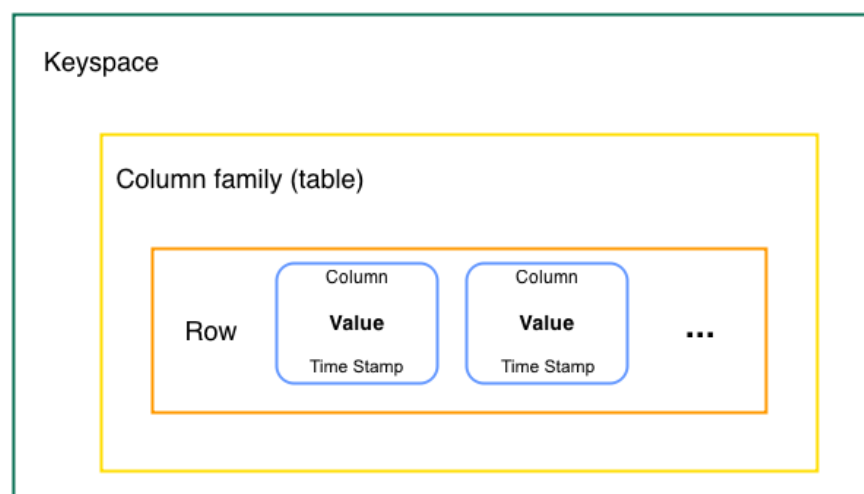 Keyspace
Column family (table)
Row
Column
Value
Time Stamp
Column
Value
Time Stamp
...